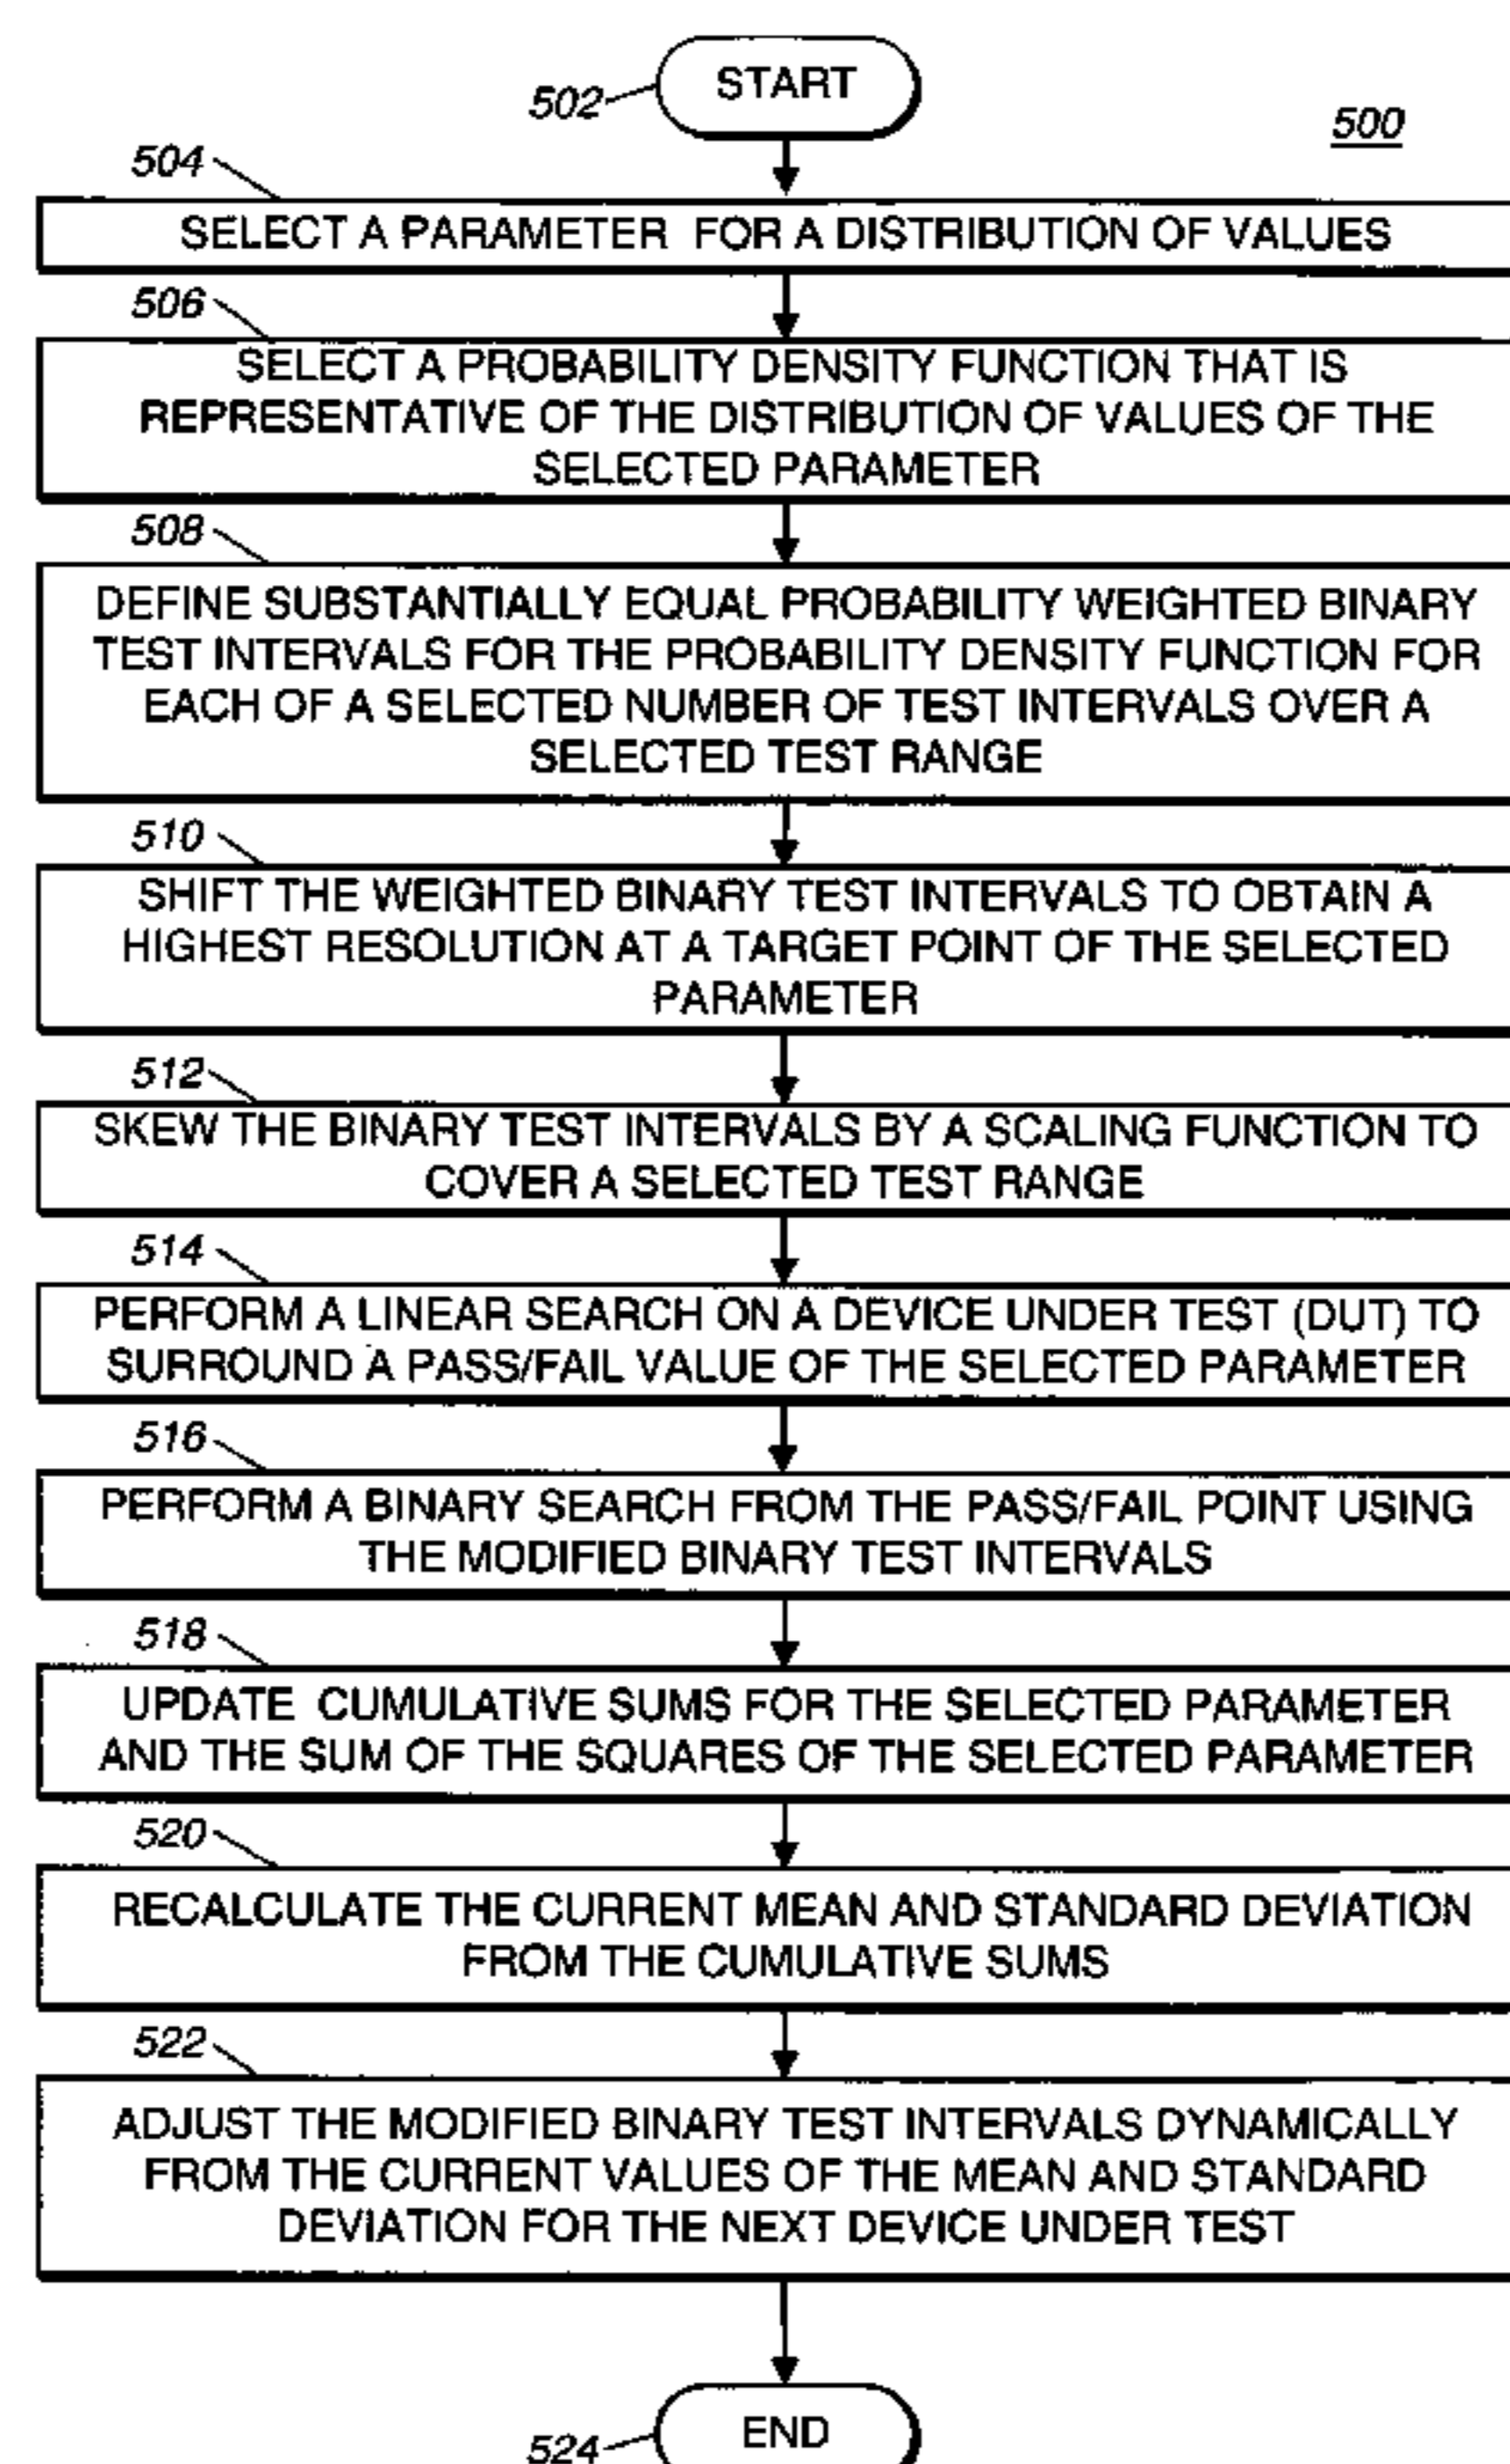 START
502
500
504
SELECT A PARAMETER FOR A DISTRIBUTION OF VALUES
506
SELECT A PROBABILITY DENSITY FUNCTION THAT IS
REPRESENTATIVE OF THE DISTRIBUTION OF VALUES OF THE
SELECTED PARAMETER
508
DEFINE SUBSTANTIALLY EQUAL PROBABILITY WEIGHTED BINARY
TEST INTERVALS FOR THE PROBABILITY DENSITY FUNCTION FOR
EACH OF A SELECTED NUMBER OF TEST INTERVALS OVER A
SELECTED TEST RANGE
510
SHIFT THE WEIGHTED BINARY TEST INTERVALS TO OBTAIN A
HIGHEST RESOLUTION AT A TARGET POINT OF THE SELECTED
PARAMETER
512
SKEW THE BINARY TEST INTERVALS BY A SCALING FUNCTION TO
COVER A SELECTED TEST RANGE
514
PERFORM A LINEAR SEARCH ON A DEVICE UNDER TEST (DUT) TO
SURROUND A PASS/FAIL VALUE OF THE SELECTED PARAMETER
516
PERFORM A BINARY SEARCH FROM THE PASS/FAIL POINT USING
THE MODIFIED BINARY TEST INTERVALS
518
UPDATE CUMULATIVE SUMS FOR THE SELECTED PARAMETER
AND THE SUM OF THE SQUARES OF THE SELECTED PARAMETER
520
RECALCULATE THE CURRENT MEAN AND STANDARD DEVIATION
FROM THE CUMULATIVE SUMS
522
ADJUST THE MODIFIED BINARY TEST INTERVALS DYNAMICALLY
FROM THE CURRENT VALUES OF THE MEAN AND STANDARD
DEVIATION FOR THE NEXT DEVICE UNDER TEST
END
524